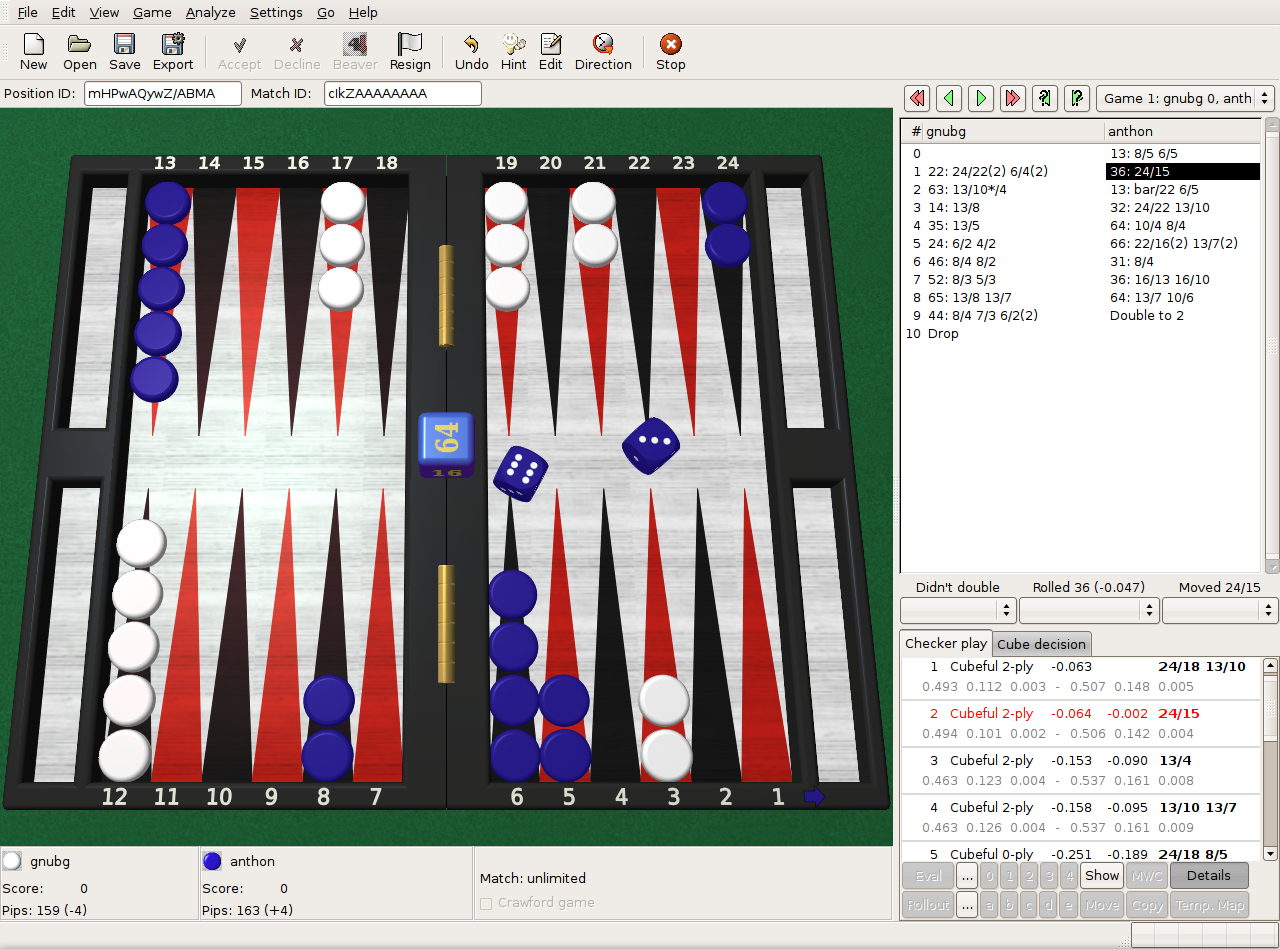 File Edit View Game Analyze Settings Go Help
New Open Save Export Accept Decline Beaver Resign Undo Hint Edit Direction Stop
Position ID: mHPwAQywZ/ABMA Match ID: cIkZAAAAAAAA
Game 1: gnubg 0, anth
# gnubg anthon
0 13: 8/5 6/5
1 22: 24/22(2) 6/4(2) 36: 24/15
2 63: 13/10*/4 13: bar/22 6/5
3 14: 13/8 32: 24/22 13/10
4 35: 13/5 64: 10/4 8/4
5 24: 6/2 4/2 66: 22/16(2) 13/7(2)
6 46: 8/4 8/2 31: 8/4
7 52: 8/3 5/3 36: 16/13 16/10
8 65: 13/8 13/7 64: 13/7 10/6
9 44: 8/4 7/3 6/2(2) Double to 2
10 Drop
13 14 15 16 17 18 19 20 21 22 23 24
64
16
12 11 10 9 8 7 6 5 4 3 2 1
Didn't double Rolled 36 (-0.047) Moved 24/15
Checker play Cube decision
1 Cubeful 2-ply -0.063 24/18 13/10
0.493 0.112 0.003 - 0.507 0.148 0.005
2 Cubeful 2-ply -0.064 -0.002 24/15
0.494 0.101 0.002 - 0.506 0.142 0.004
3 Cubeful 2-ply -0.153 -0.090 13/4
0.463 0.123 0.004 - 0.537 0.161 0.008
4 Cubeful 2-ply -0.158 -0.095 13/10 13/7
0.463 0.126 0.004 - 0.537 0.161 0.009
5 Cubeful 0-ply -0.251 -0.189 24/18 8/5
Eval ... 0 1 2 3 4 Show MWC Details
Rollout ... a b c d e Move Copy Temp. Map
gnubg
Score: 0
Pips: 159 (-4)
anthon
Score: 0
Pips: 163 (+4)
Match: unlimited
Crawford game